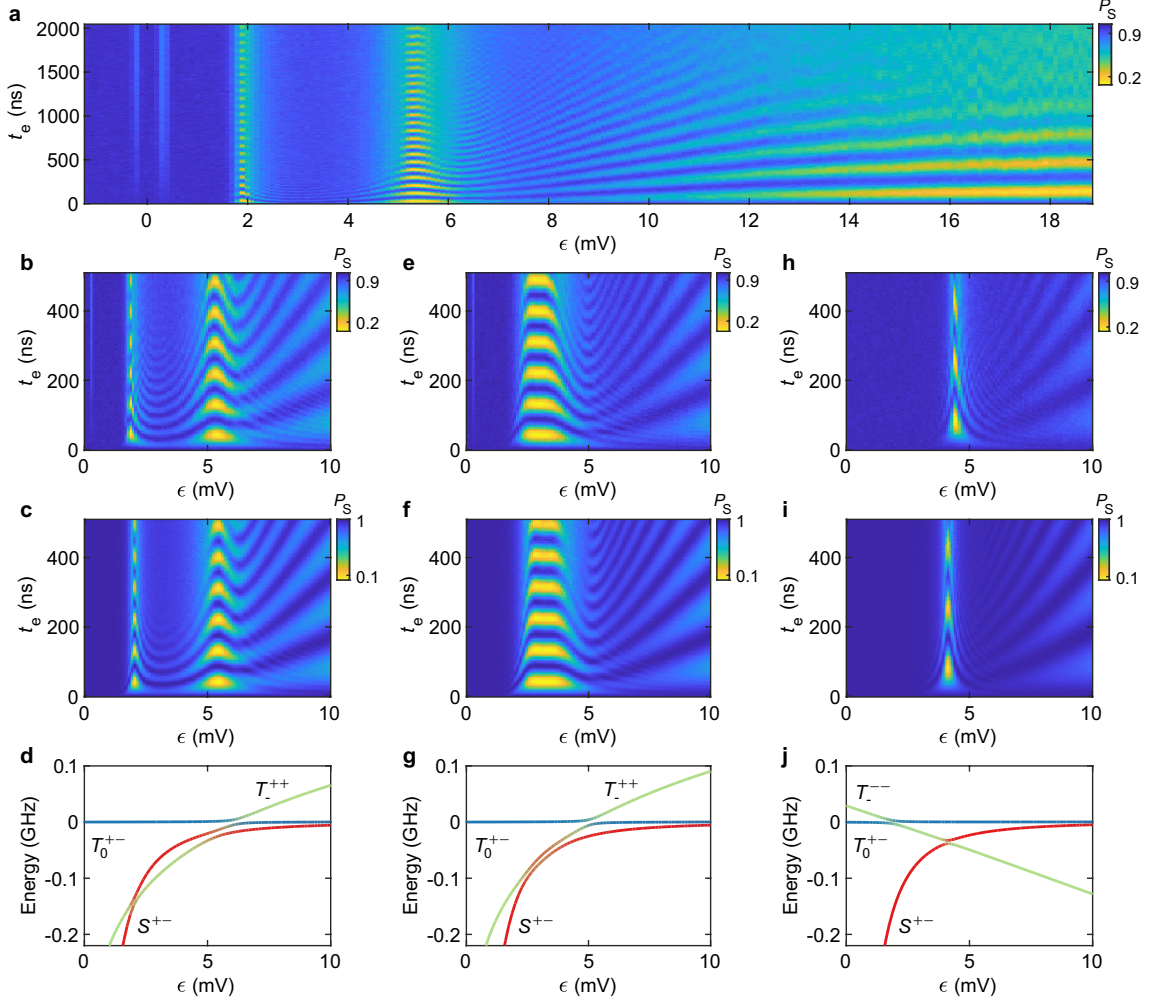 a
P_S
0.9
0.2
2000
1500
1000
500
0
t_e (ns)
0 2 4 6 8 10 12 14 16 18
ϵ (mV)
b
P_S
0.9
0.2
400
200
0
t_e (ns)
0 5 10
ϵ (mV)
e
P_S
0.9
0.2
400
200
0
t_e (ns)
0 5 10
ϵ (mV)
h
P_S
0.9
0.2
400
200
0
t_e (ns)
0 5 10
ϵ (mV)
c
P_S
1
0.1
400
200
0
t_e (ns)
0 5 10
ϵ (mV)
f
P_S
1
0.1
400
200
0
t_e (ns)
0 5 10
ϵ (mV)
i
P_S
1
0.1
400
200
0
t_e (ns)
0 5 10
ϵ (mV)
d
0.1
0
-0.1
-0.2
Energy (GHz)
T_-^{++}
T_0^{+-}
S^{+-}
0 5 10
ϵ (mV)
g
0.1
0
-0.1
-0.2
Energy (GHz)
T_-^{++}
T_0^{+-}
S^{+-}
0 5 10
ϵ (mV)
j
0.1
0
-0.1
-0.2
Energy (GHz)
T_-^{--}
T_0^{+-}
S^{+-}
0 5 10
ϵ (mV)